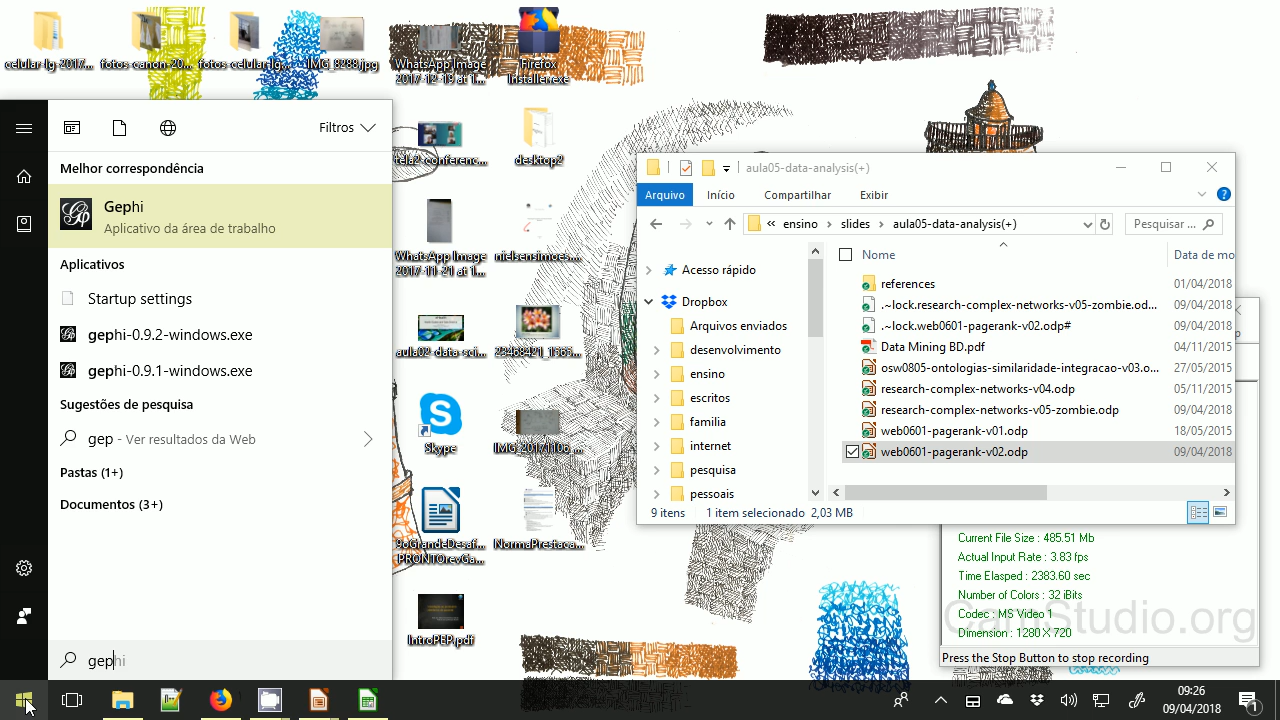 celular-lg-2017...
fotos-canon-20...
fotos-celular-lg...
IMG_8288.jpg
WhatsApp Image
2017-12-19 at 1...
Firefox
Installer.exe
Filtros
Melhor correspondência
Gephi
Aplicativo da área de trabalho
Aplicativos
Startup settings
gephi-0.9.2-windows.exe
gephi-0.9.1-windows.exe
Sugestões de pesquisa
gep - Ver resultados da Web
Pastas (1+)
Documentos (3+)
gephi
tela2-conferenc...
desktop2
WhatsApp Image
2017-11-21 at 1...
nielsensimoes...
aula02-data-sci...
Skype
IMG_20171106_...
90GrandeDesaf...
PRONTOrevGa...
NormaPrestaca...
IntroPEP.pdf
aula05-data-analysis(+)
Arquivo
Início
Compartilhar
Exibir
« ensino > slides > aula05-data-analysis(+)
Pesquisar ...
Acesso rápido
Dropbox
Arquivos enviados
desenvolvimento
ensino
escritos
familia
internet
pesquisa
pessoais
Nome
Data de mo
references 01/04/2018
.~lock.research-complex-networks-v05-zombie.od... 09/04/2018
.~lock.web0601-pagerank-v02.odp# 09/04/2018
Data Mining BD.pdf 04/11/2015
osw0805-ontologias-similaridade-integracao-v03.o... 27/05/2015
research-complex-networks-v04.odp 05/11/2015
research-complex-networks-v05-zombie.odp 09/04/2018
web0601-pagerank-v01.odp 18/05/2015
web0601-pagerank-v02.odp 09/04/2018
9 itens 1 item selecionado 2,03 MB
Current File Size : 485.51 Mb
Actual Input Rate : 3.83 fps
Time Elasped : 2383.60 sec
Number of Colors : 32 iBits
Codec : MS V
Dimension : 1280 X 720
CamStudio.org
Press the Stop Button to stop recording
09:26
09/04/2018
1